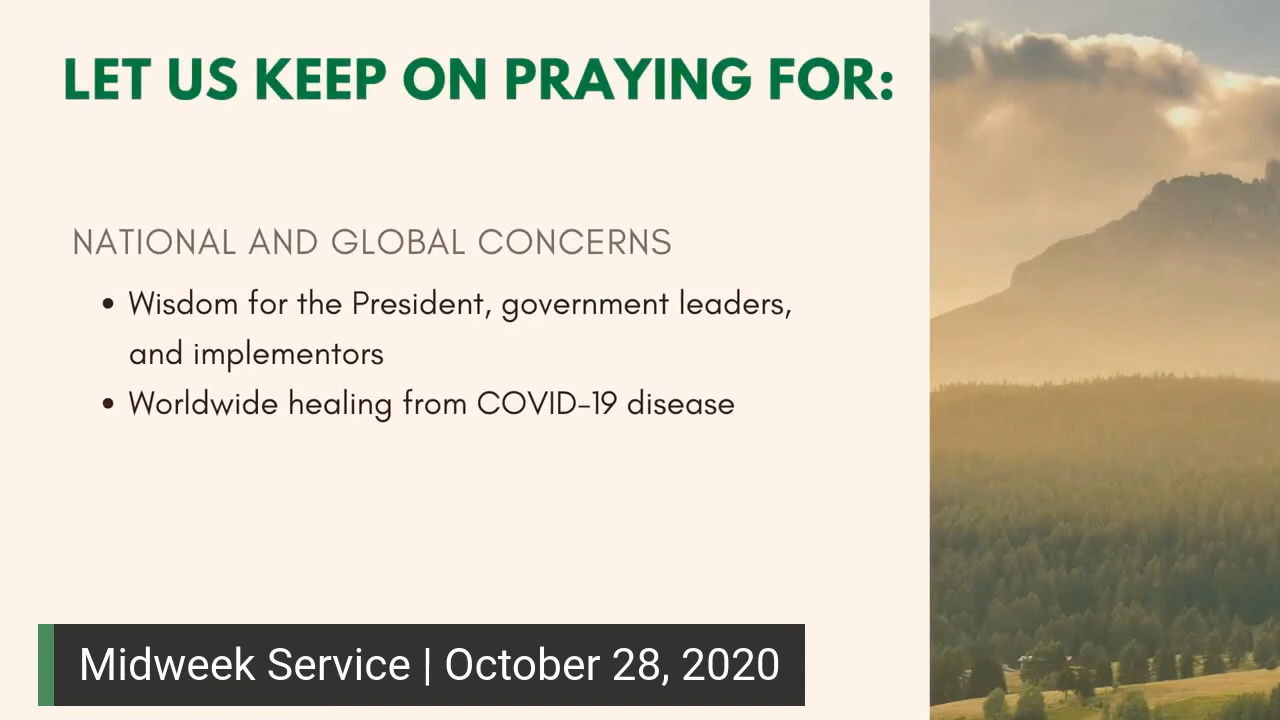 LET US KEEP ON PRAYING FOR:
NATIONAL AND GLOBAL CONCERNS
• Wisdom for the President, government leaders,
and implementors
• Worldwide healing from COVID-19 disease
Midweek Service | October 28, 2020